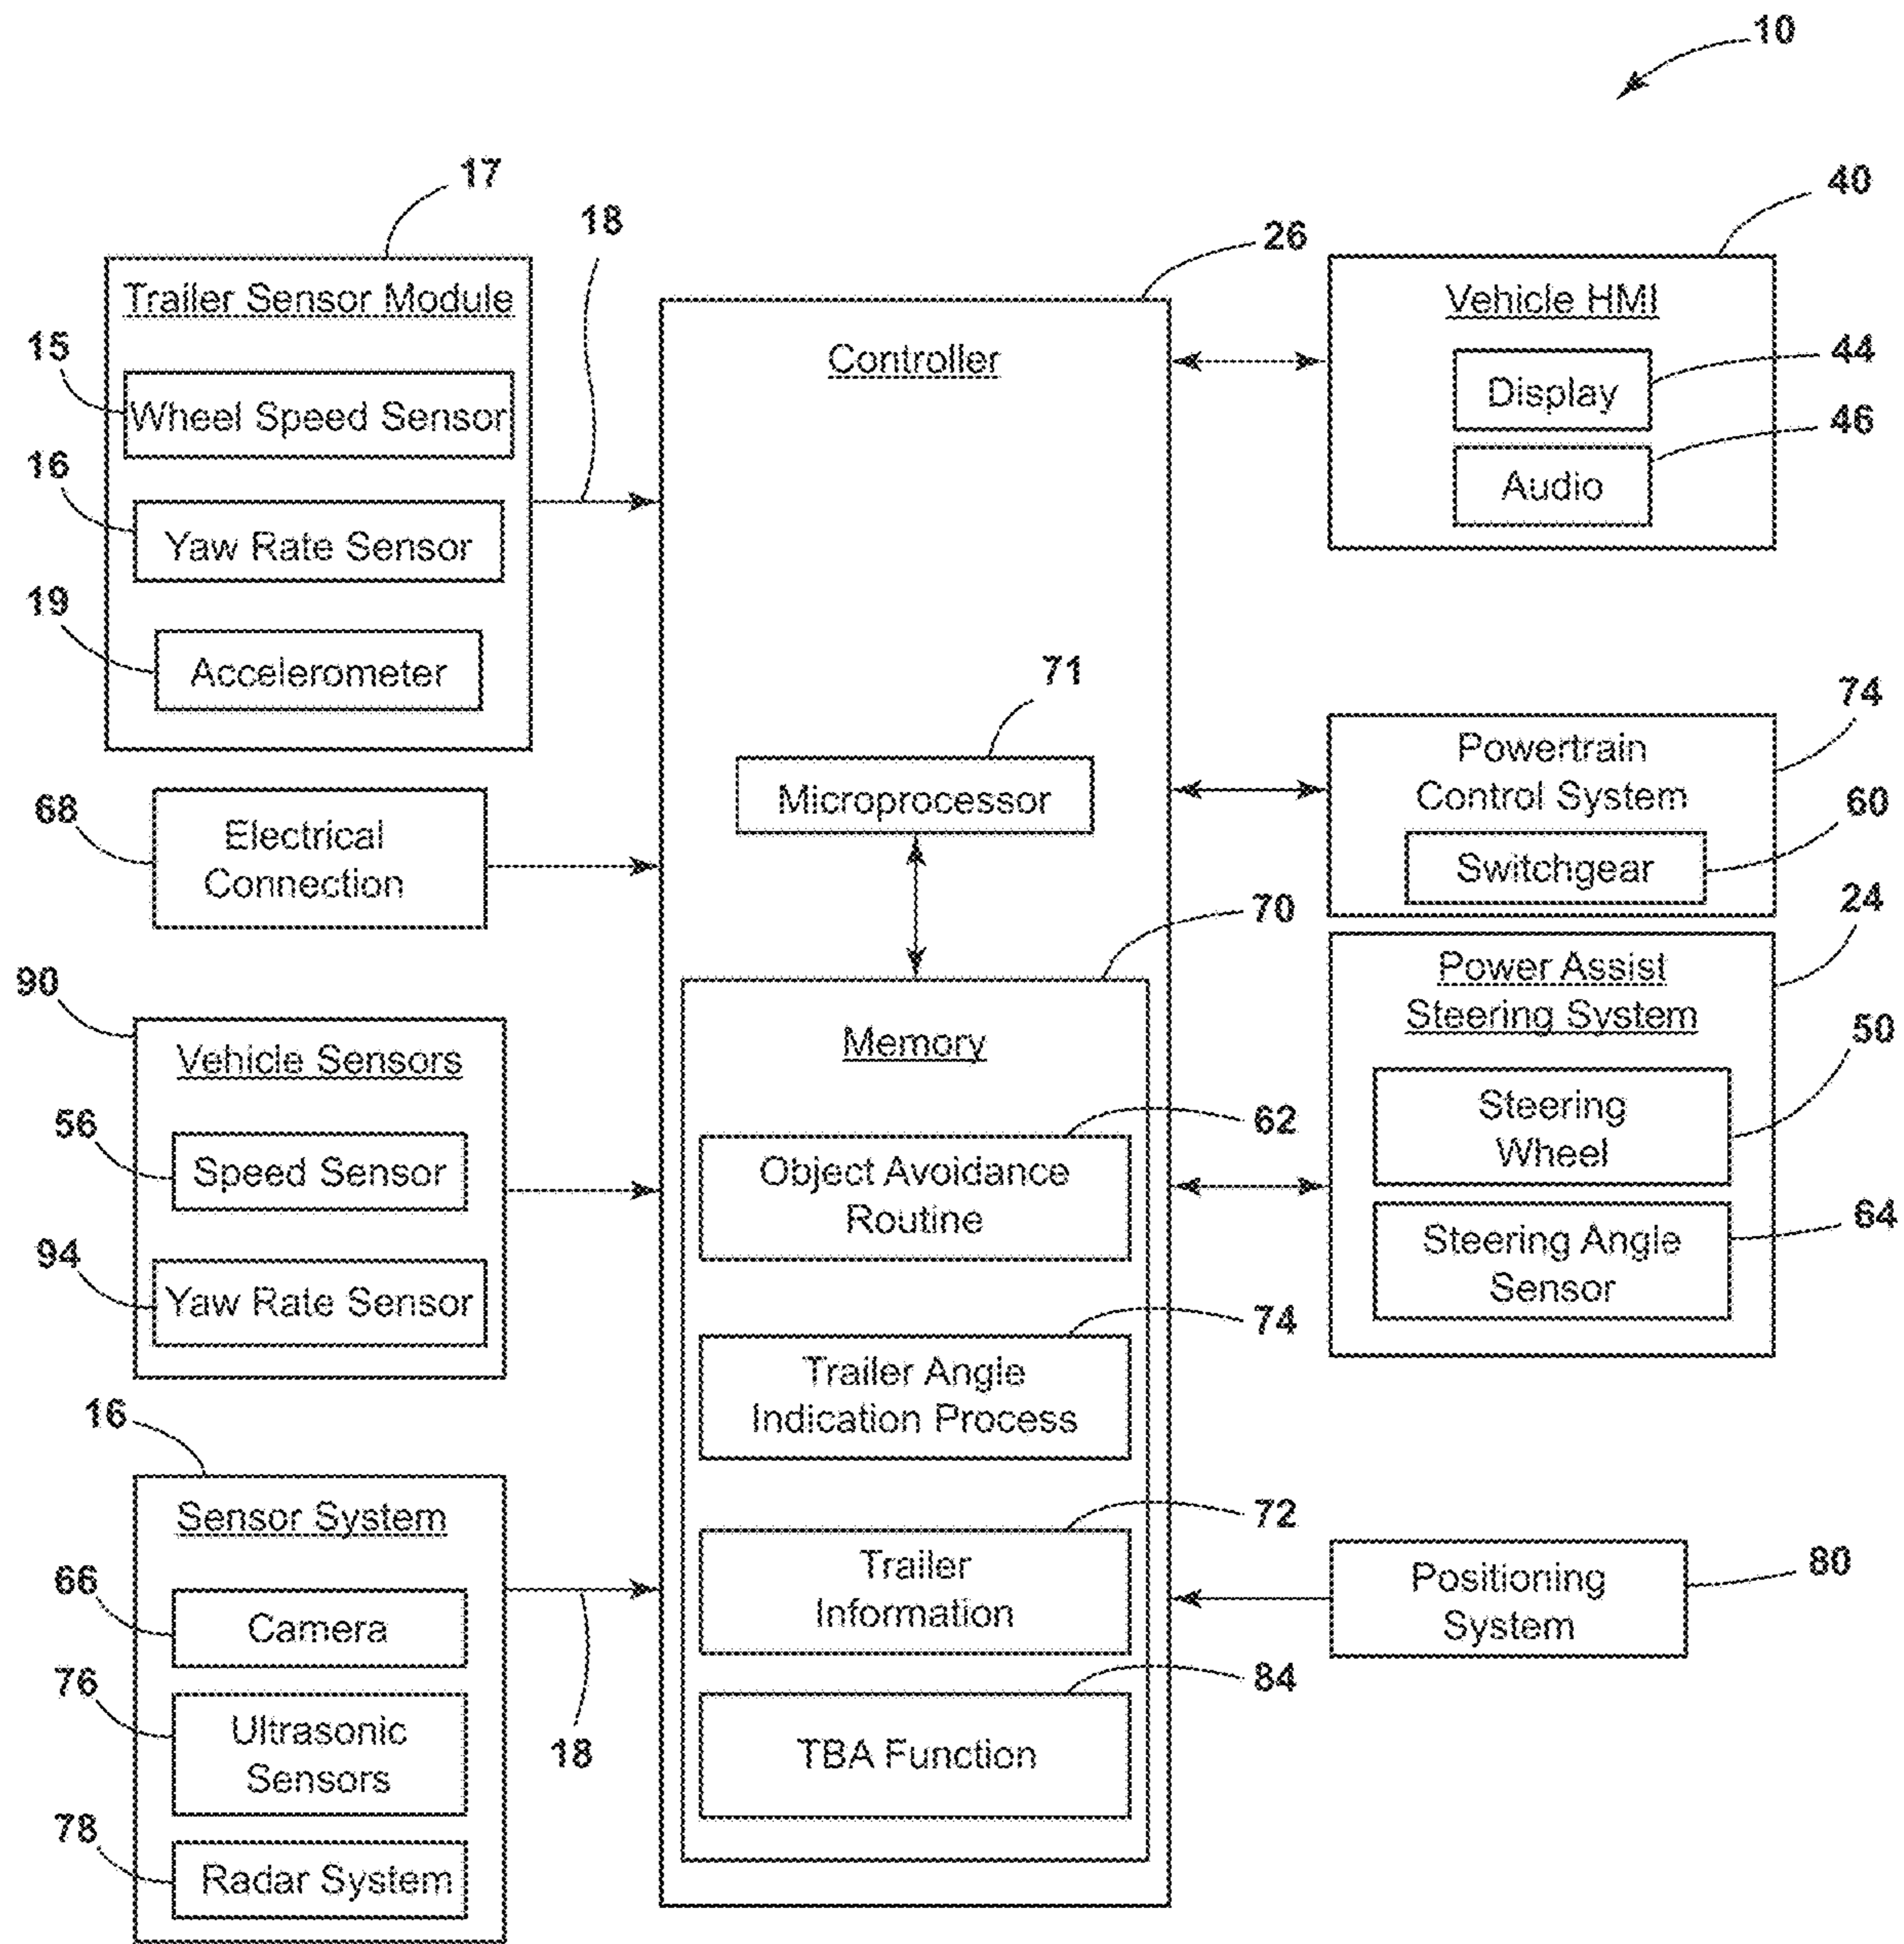 10
17
18
Trailer Sensor Module
15
Wheel Speed Sensor
16
Yaw Rate Sensor
19
Accelerometer
68
Electrical
Connection
90
Vehicle Sensors
56
Speed Sensor
94
Yaw Rate Sensor
16
Sensor System
66
Camera
76
Ultrasonic
Sensors
78
Radar System
18
26
Controller
71
Microprocessor
70
Memory
62
Object Avoidance
Routine
74
Trailer Angle
Indication Process
72
Trailer
Information
84
TBA Function
40
Vehicle HMI
44
Display
46
Audio
74
Powertrain
Control System
60
Switchgear
24
Power Assist
Steering System
50
Steering
Wheel
64
Steering Angle
Sensor
80
Positioning
System